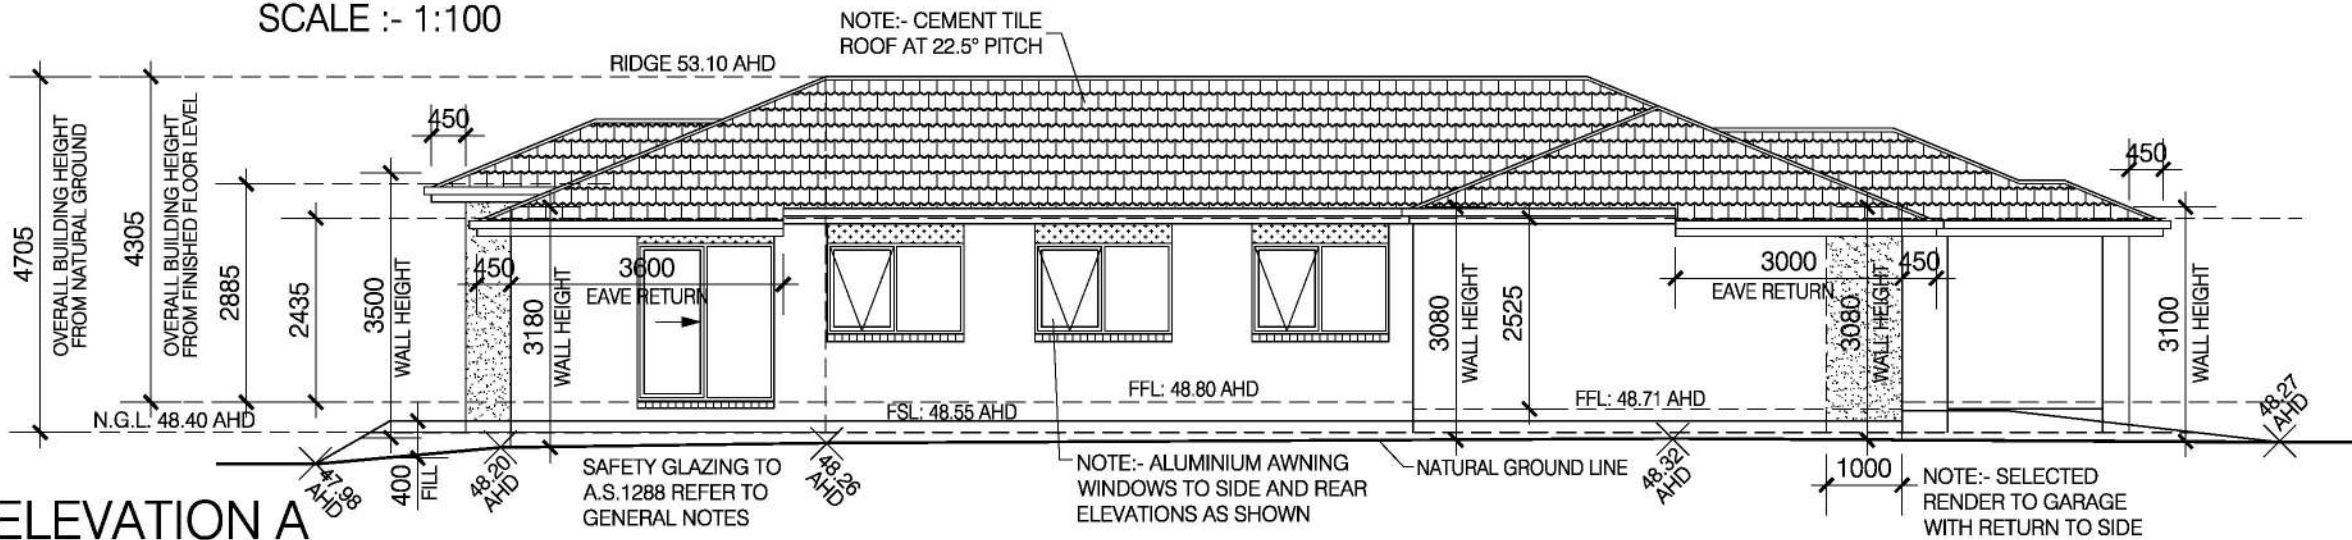 SCALE :- 1:100
NOTE:- CEMENT TILE
ROOF AT 22.5° PITCH
RIDGE 53.10 AHD
450
450
4705
OVERALL BUILDING HEIGHT
FROM NATURAL GROUND
4305
OVERALL BUILDING HEIGHT
FROM FINISHED FLOOR LEVEL
2885
2435
3500
WALL HEIGHT
450
3180
WALL HEIGHT
3600
EAVE RETURN
3080
WALL HEIGHT
2525
3000
EAVE RETURN
3080
WALL HEIGHT
450
3100
WALL HEIGHT
FFL: 48.80 AHD
FFL: 48.71 AHD
FSL: 48.55 AHD
N.G.L: 48.40 AHD
48.27
AHD
47.98
AHD
400
FILL
48.20
AHD
SAFETY GLAZING TO
A.S.1288 REFER TO
GENERAL NOTES
48.26
AHD
NOTE:- ALUMINIUM AWNING
WINDOWS TO SIDE AND REAR
ELEVATIONS AS SHOWN
NATURAL GROUND LINE
48.32
AHD
1000
NOTE:- SELECTED
RENDER TO GARAGE
WITH RETURN TO SIDE
ELEVATION A